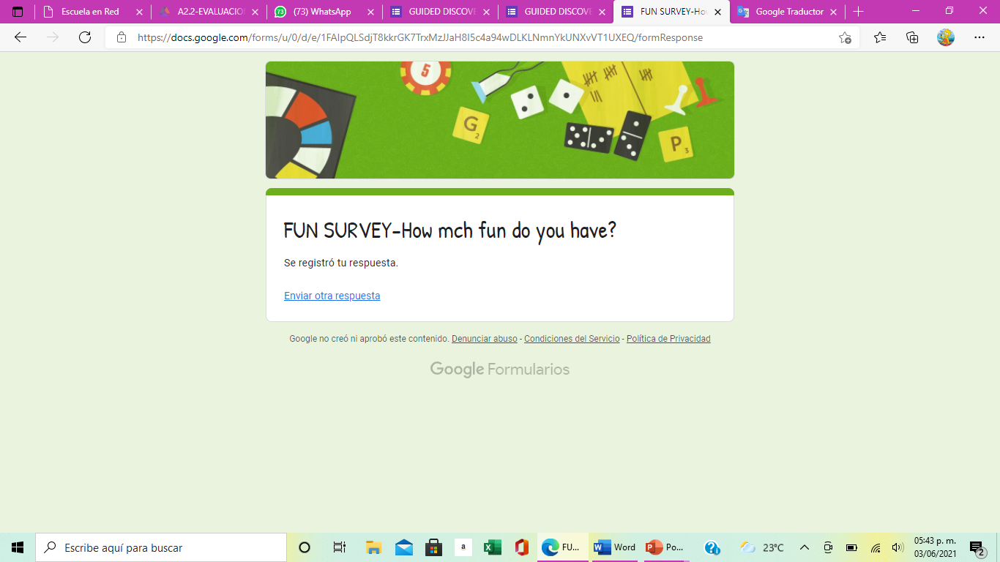 Escuela en Red
A2.2-EVALUACIO
(73) WhatsApp
GUIDED DISCOVE
GUIDED DISCOVE
FUN SURVEY-Ho
Google Traductor
https://docs.google.com/forms/u/0/d/e/1FAIpQLSdjT8kkrGK7TrxMzJJaH8I5c4a94wDLKLNmnYkUNXvVT1UXEQ/formResponse
5
G
2
P
3
FUN SURVEY-How mch fun do you have?
Se registró tu respuesta.
Enviar otra respuesta
Google no creó ni aprobó este contenido. Denunciar abuso - Condiciones del Servicio - Política de Privacidad
Google Formularios
Escribe aquí para buscar
a
FU...
Word
Po...
23°C
05:43 p. m.
03/06/2021
2